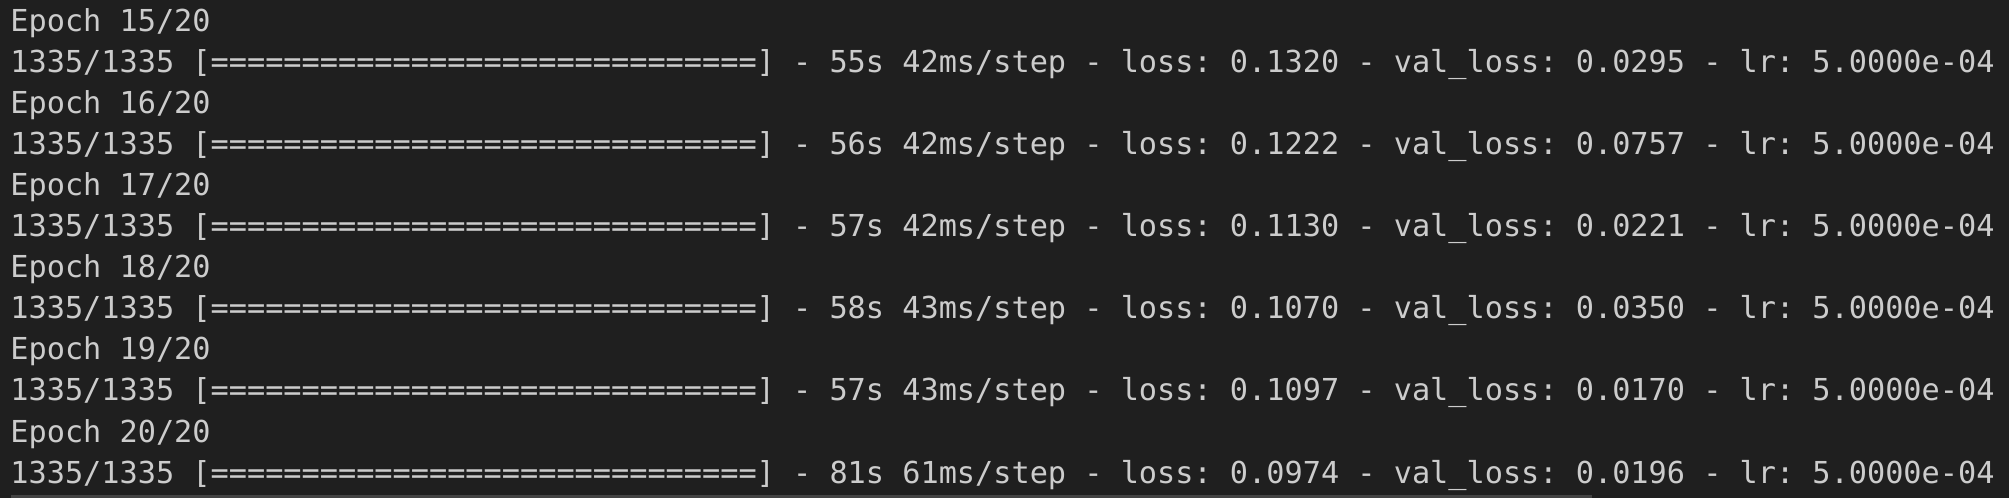 Epoch 15/20
1335/1335 [==============================] - 55s 42ms/step - loss: 0.1320 - val_loss: 0.0295 - lr: 5.0000e-04
Epoch 16/20
1335/1335 [==============================] - 56s 42ms/step - loss: 0.1222 - val_loss: 0.0757 - lr: 5.0000e-04
Epoch 17/20
1335/1335 [==============================] - 57s 42ms/step - loss: 0.1130 - val_loss: 0.0221 - lr: 5.0000e-04
Epoch 18/20
1335/1335 [==============================] - 58s 43ms/step - loss: 0.1070 - val_loss: 0.0350 - lr: 5.0000e-04
Epoch 19/20
1335/1335 [==============================] - 57s 43ms/step - loss: 0.1097 - val_loss: 0.0170 - lr: 5.0000e-04
Epoch 20/20
1335/1335 [==============================] - 81s 61ms/step - loss: 0.0974 - val_loss: 0.0196 - lr: 5.0000e-04